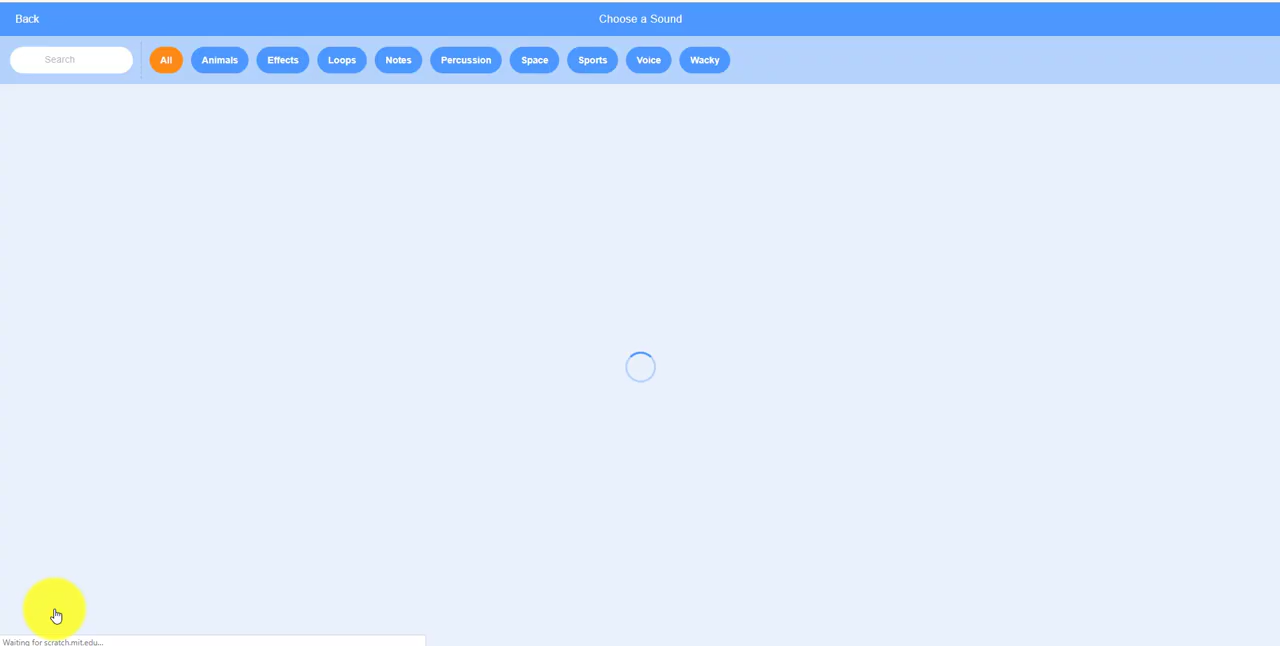 Back
Choose a Sound
Search
All
Animals
Effects
Loops
Notes
Percussion
Space
Sports
Voice
Wacky
Waiting for scratch.mit.edu...